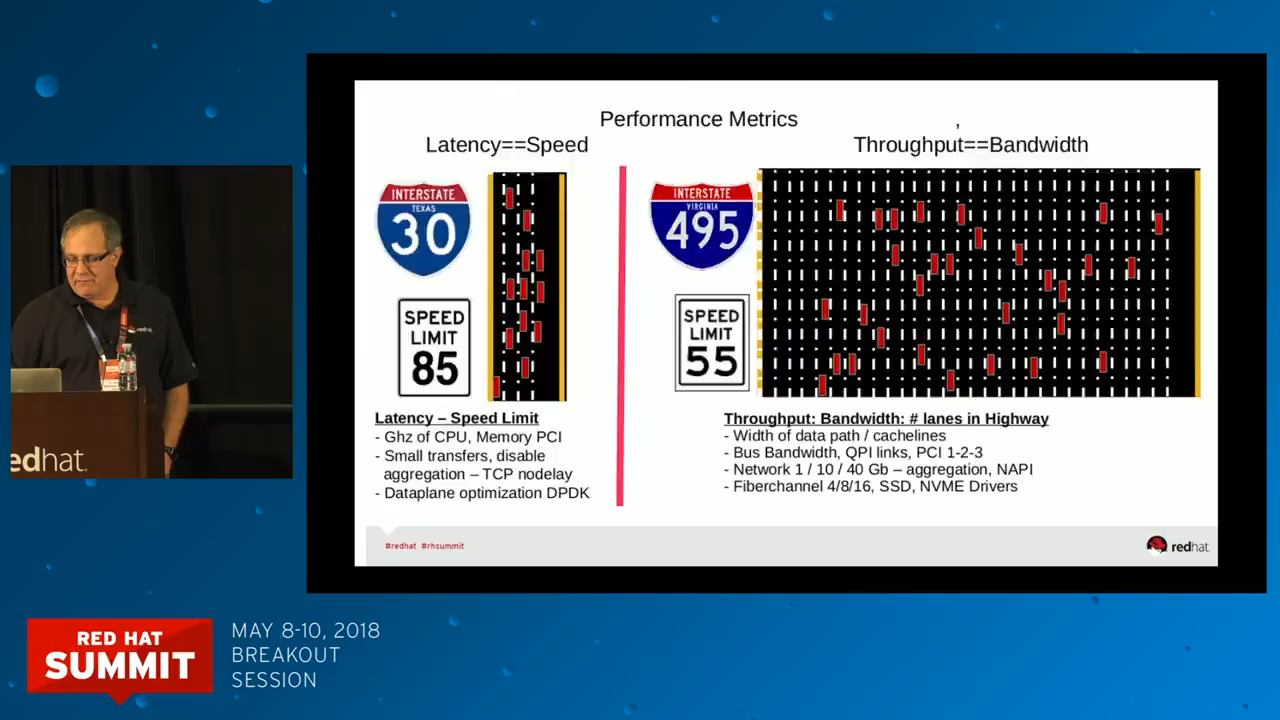 Performance Metrics
,
Latency==Speed
Throughput==Bandwidth
INTERSTATE
TEXAS
30
SPEED
LIMIT
85
INTERSTATE
VIRGINIA
495
SPEED
LIMIT
55
Latency – Speed Limit
- Ghz of CPU, Memory PCI
- Small transfers, disable
aggregation – TCP nodelay
- Dataplane optimization DPDK
Throughput: Bandwidth: # lanes in Highway
- Width of data path / cachelines
- Bus Bandwidth, QPI links, PCI 1-2-3
- Network 1 / 10 / 40 Gb – aggregation, NAPI
- Fiberchannel 4/8/16, SSD, NVME Drivers
#redhat #rhsummit
redhat.
redhat
edhat.
RED HAT
SUMMIT
MAY 8-10, 2018
BREAKOUT
SESSION